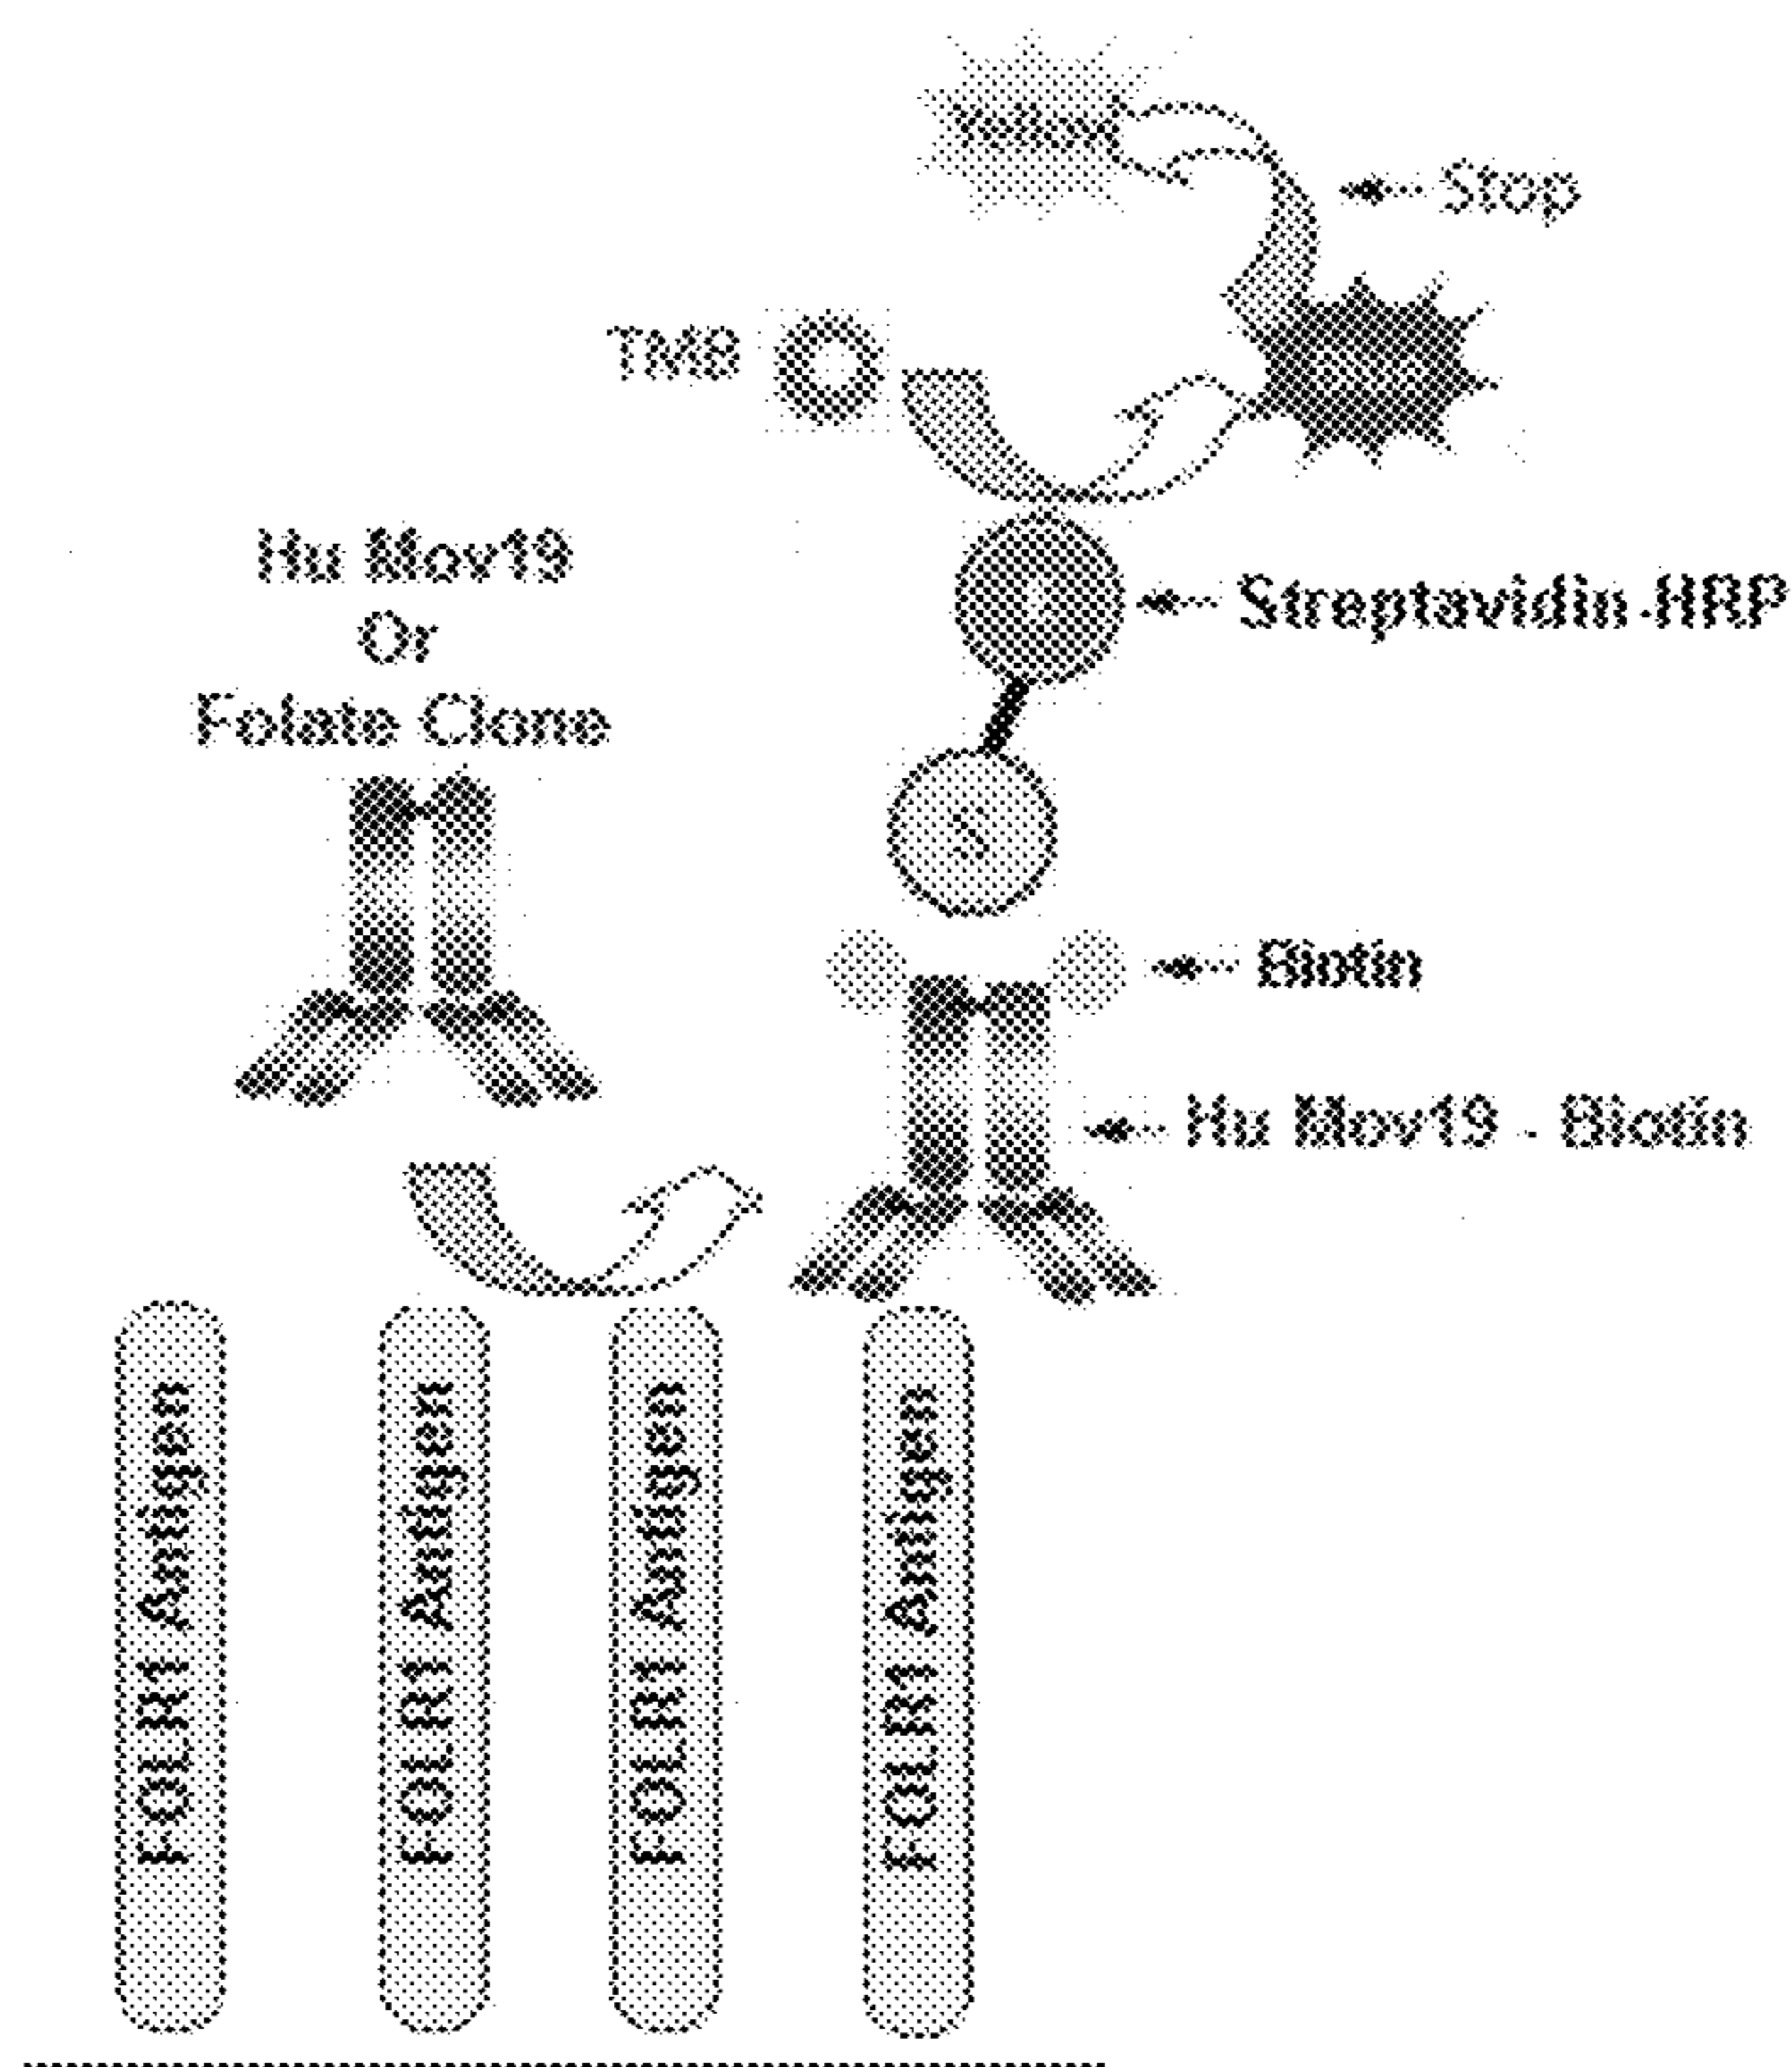 Yellow
Stop
TMB
Hu Mov19
Or
Folate Clone
Streptavidin-HRP
S
Biotin
Hu Mov19 - Biotin
FOLR1 Antigen
FOLR1 Antigen
FOLR1 Antigen
FOLR1 Antigen